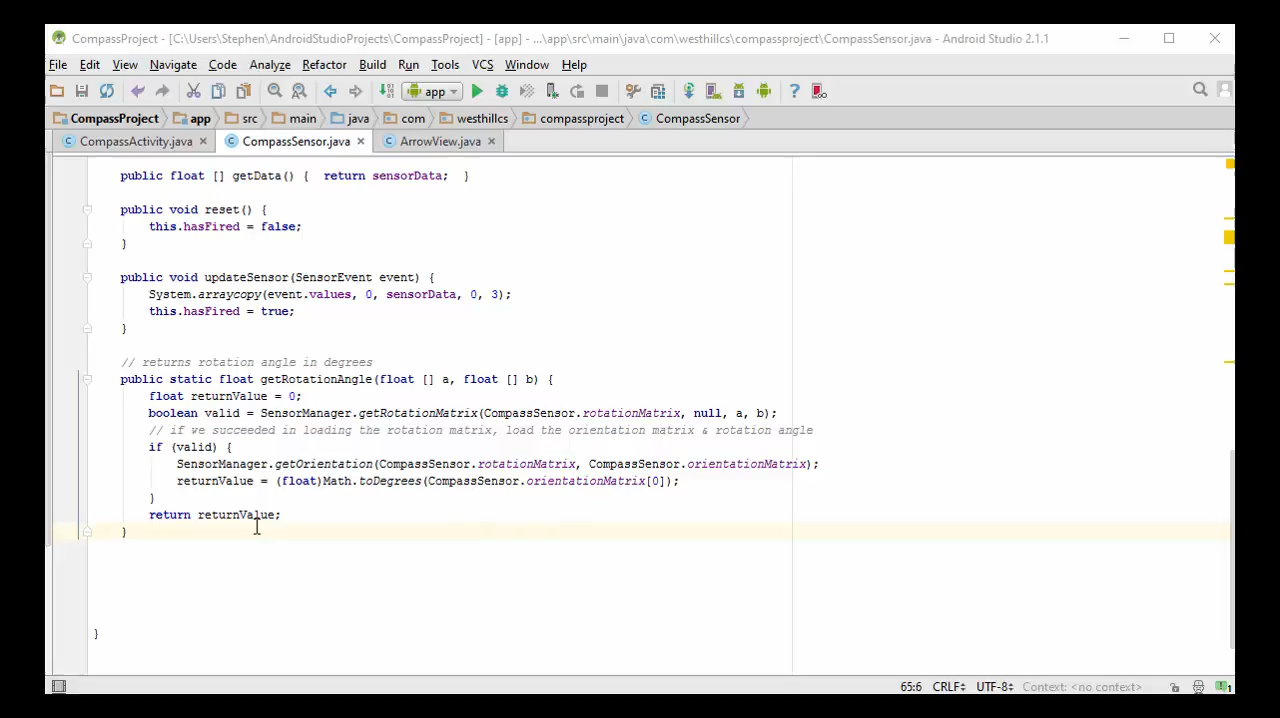 CompassProject - [C:\Users\Stephen\AndroidStudioProjects\CompassProject] - [app] - ...\app\src\main\java\com\westhillcs\compassproject\CompassSensor.java - Android Studio 2.1.1
File Edit View Navigate Code Analyze Refactor Build Run Tools VCS Window Help
app
CompassProject app src main java com westhillcs compassproject CompassSensor
CompassActivity.java CompassSensor.java ArrowView.java
public float [] getData() { return sensorData; }
public void reset() {
this.hasFired = false;
}
public void updateSensor(SensorEvent event) {
System.arraycopy(event.values, 0, sensorData, 0, 3);
this.hasFired = true;
}
// returns rotation angle in degrees
public static float getRotationAngle(float [] a, float [] b) {
float returnValue = 0;
boolean valid = SensorManager.getRotationMatrix(CompassSensor.rotationMatrix, null, a, b);
// if we succeeded in loading the rotation matrix, load the orientation matrix & rotation angle
if (valid) {
SensorManager.getOrientation(CompassSensor.rotationMatrix, CompassSensor.orientationMatrix);
returnValue = (float)Math.toDegrees(CompassSensor.orientationMatrix[0]);
}
return returnValue;
}
}
65:6 CRLF UTF-8 Context: <no context> 1